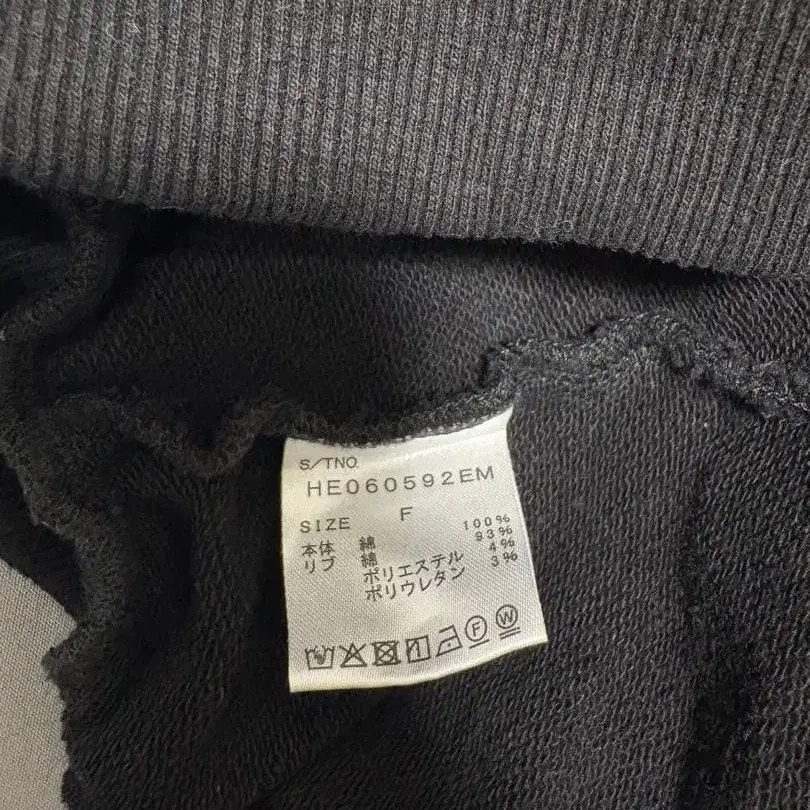 S./TNO.
HE060592EM
SIZE F
本体 綿 100%
リブ 綿 93%
ポリエステル 4%
ポリウレタン 3%
F W